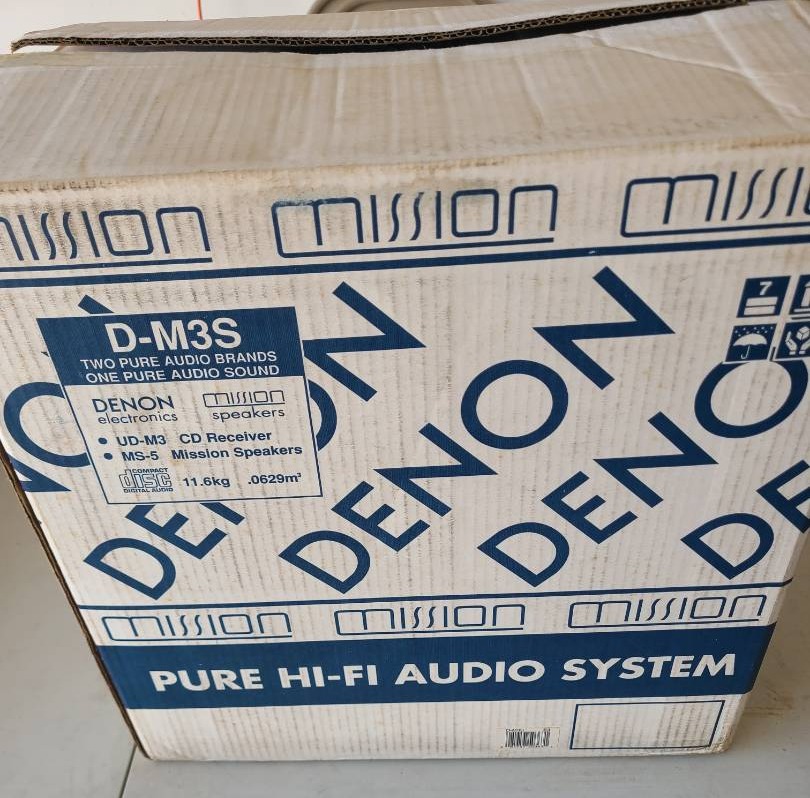 mission mission mission
D-M3S
TWO PURE AUDIO BRANDS
ONE PURE AUDIO SOUND
DENON mission
electronics speakers
• UD-M3 CD Receiver
• MS-5 Mission Speakers
COMPACT
disc
DIGITAL AUDIO
11.6kg .0629m³
7
DENON
DENON
DENON
DENON
mission mission mission
PURE HI-FI AUDIO SYSTEM